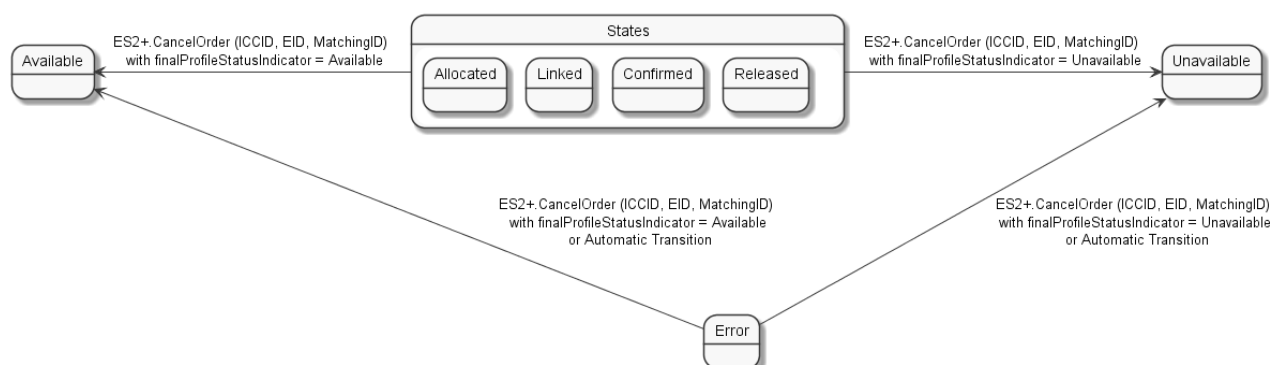 States
ES2+.CancelOrder (ICCID, EID, MatchingID)
with finalProfileStatusIndicator = Available
ES2+.CancelOrder (ICCID, EID, MatchingID)
with finalProfileStatusIndicator = Unavailable
Available
Allocated
Linked
Confirmed
Released
Unavailable
ES2+.CancelOrder (ICCID, EID, MatchingID)
with finalProfileStatusIndicator = Available
or Automatic Transition
ES2+.CancelOrder (ICCID, EID, MatchingID)
with finalProfileStatusIndicator = Unavailable
or Automatic Transition
Error